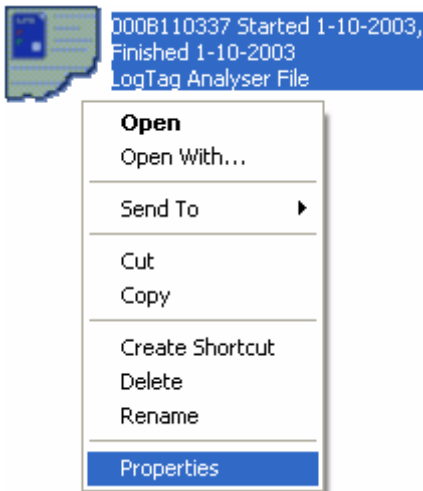 000B110337 Started 1-10-2003,
Finished 1-10-2003
LogTag Analyser File
Open
Open With...
Send To
Cut
Copy
Create Shortcut
Delete
Rename
Properties